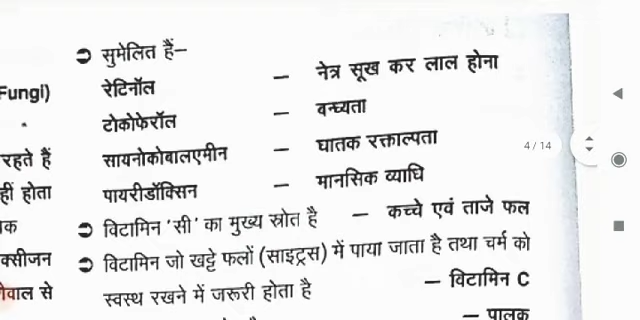 सुमेलित हैं–
Fungi)
रेटिनॉल — नेत्र सूख कर लाल होना
टोकोफेरॉल — वन्ध्यता
रहते हैं
सायनोकोबालएमीन — घातक रक्ताल्पता
हीं होता
पायरीडॉक्सिन — मानसिक व्याधि
क
विटामिन 'सी' का मुख्य स्रोत है — कच्चे एवं ताजे फल
क्सीजन
विटामिन जो खट्टे फलों (साइट्रस) में पाया जाता है तथा चर्म को
स्वस्थ रखने में जरूरी होता है — विटामिन C
वाल से
— पालक
4/14